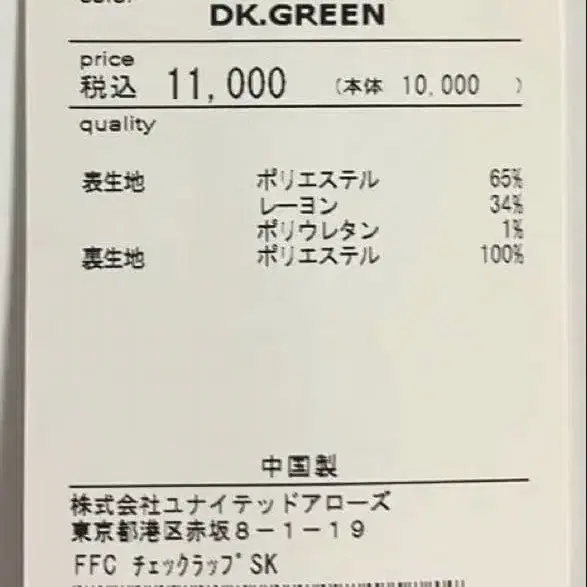 color
DK.GREEN
price
税込 11,000 (本体 10,000 )
quality
表生地 ポリエステル 65%
レーヨン 34%
ポリウレタン 1%
裏生地 ポリエステル 100%
中国製
株式会社ユナイテッドアローズ
東京都港区赤坂8-1-19
FFC チェックラップSK